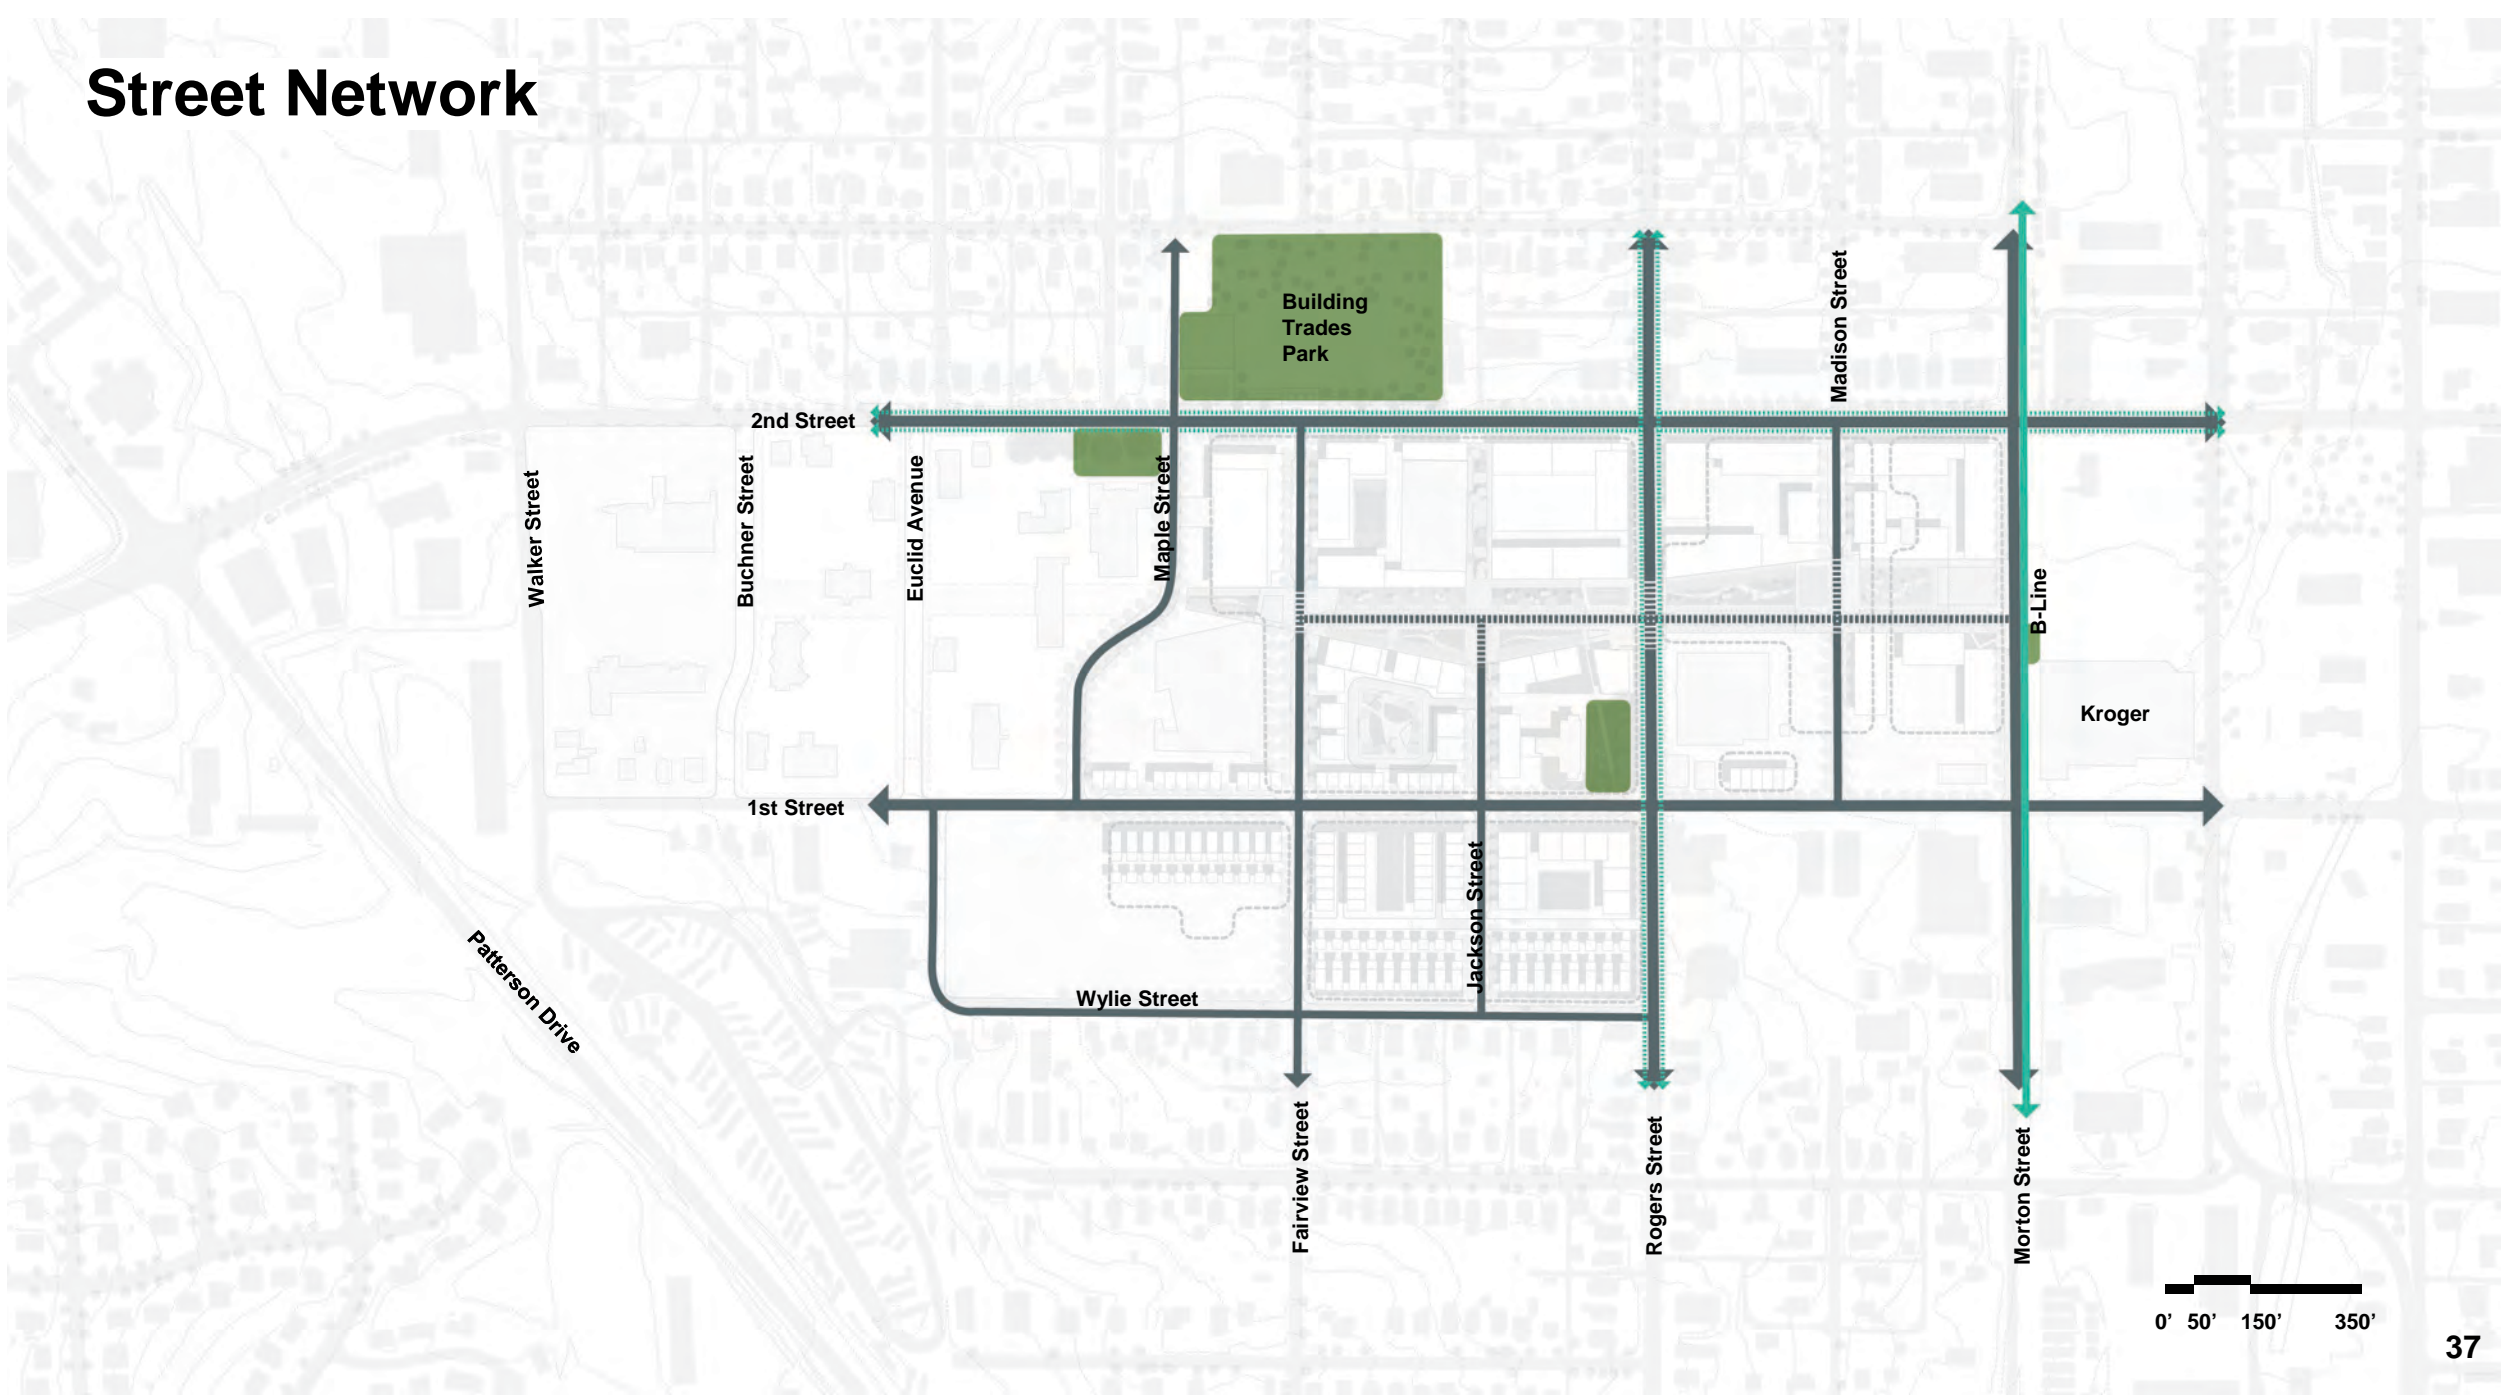 Street Network
Building
Trades
Park
Madison Street
2nd Street
Walker Street
Buchner Street
Euclid Avenue
Maple Street
B-Line
Kroger
1st Street
Jackson Street
Patterson Drive
Wylie Street
Fairview Street
Rogers Street
Morton Street
0’ 50’ 150’ 350’
37